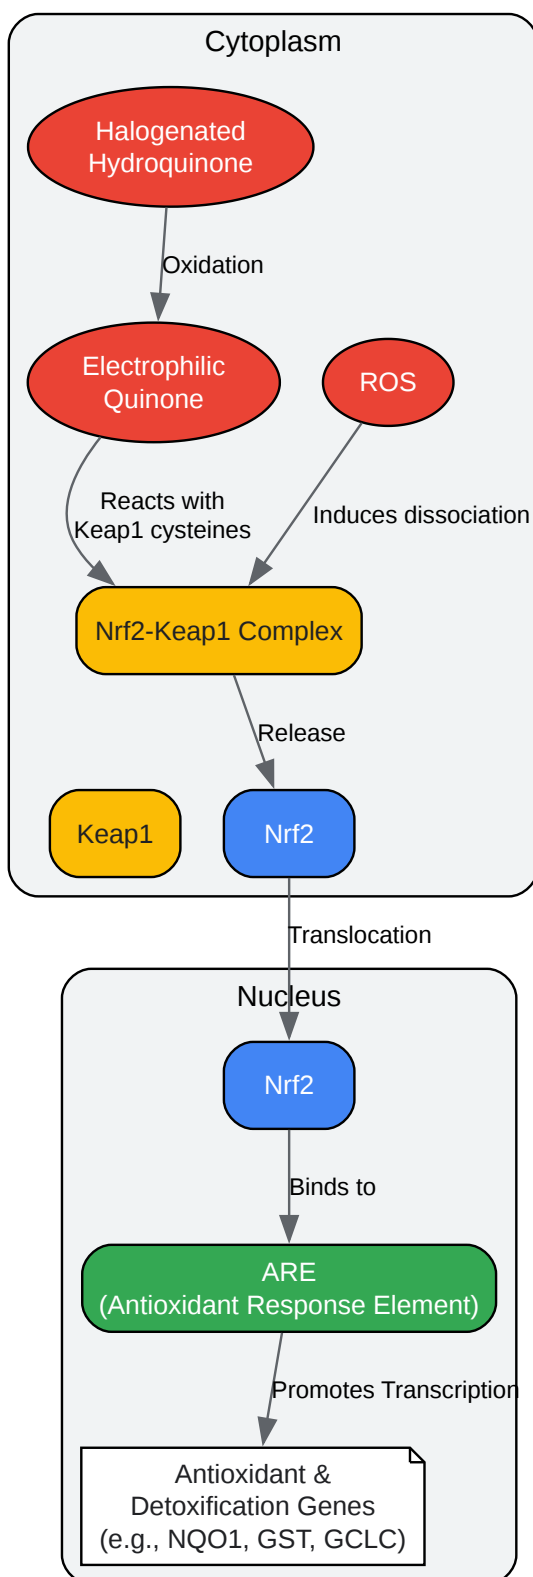 Cytoplasm
Halogenated
Hydroquinone
Oxidation
Electrophilic
Quinone
ROS
Reacts with
Keap1 cysteines
Induces dissociation
Nrf2-Keap1 Complex
Release
Keap1
Nrf2
Translocation
Nucleus
Nrf2
Binds to
ARE
(Antioxidant Response Element)
Promotes Transcription
Antioxidant &
Detoxification Genes
(e.g., NQO1, GST, GCLC)